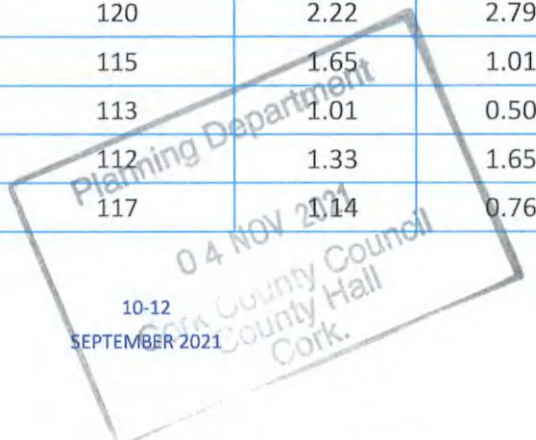 120 2.22 2.79
115 1.65 1.01
113 1.01 0.50
112 1.33 1.65
117 1.14 0.76
Planning Department
04 NOV 2021
Cork County Council
County Hall
Cork.
10-12
SEPTEMBER 2021